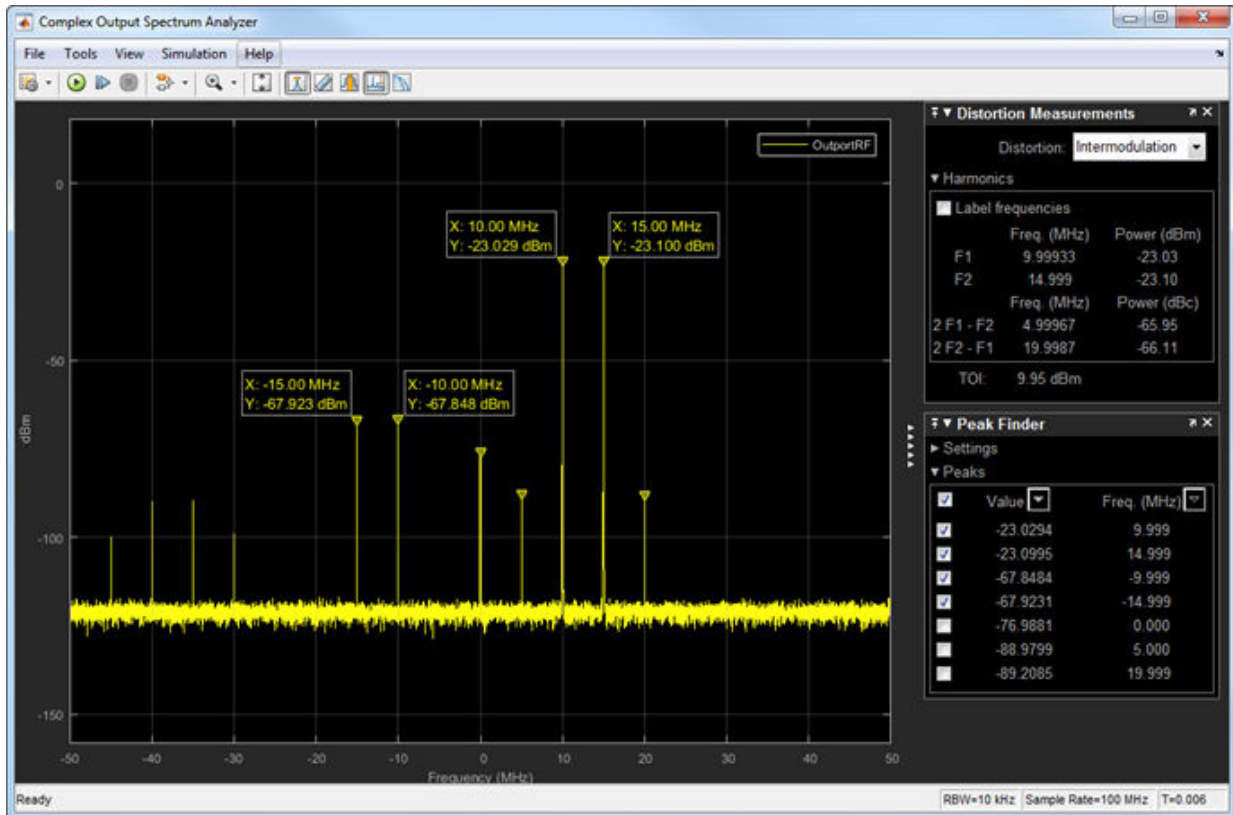 Complex Output Spectrum Analyzer
File Tools View Simulation Help
OutportRF
X: 10.00 MHz
Y: -23.029 dBm
X: 15.00 MHz
Y: -23.100 dBm
X: -15.00 MHz
Y: -67.923 dBm
X: -10.00 MHz
Y: -67.848 dBm
0
-50
-100
-150
dBm
-50 -40 -30 -20 -10 0 10 20 30 40 50
Frequency (MHz)
Distortion Measurements
Distortion: Intermodulation
Harmonics
Label frequencies
Freq. (MHz) Power (dBm)
F1 9.99933 -23.03
F2 14.999 -23.10
Freq. (MHz) Power (dBc)
2 F1 - F2 4.99967 -65.95
2 F2 - F1 19.9987 -66.11
TOI: 9.95 dBm
Peak Finder
Settings
Peaks
Value Freq. (MHz)
-23.0294 9.999
-23.0995 14.999
-67.8484 -9.999
-67.9231 -14.999
-76.9881 0.000
-88.9799 5.000
-89.2085 19.999
Ready
RBW=10 kHz Sample Rate=100 MHz T=0.006